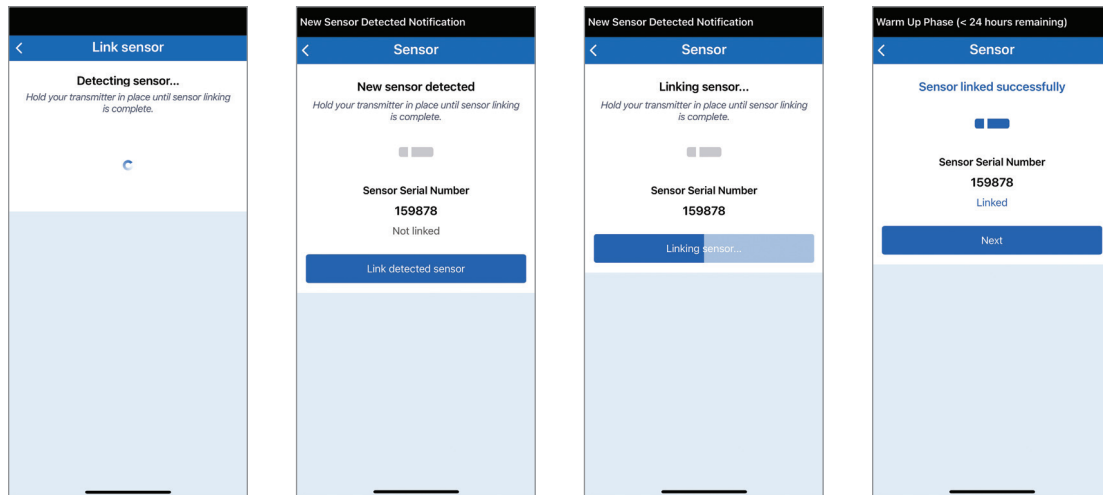 Link sensor
Detecting sensor...
Hold your transmitter in place until sensor linking
is complete.
New Sensor Detected Notification
Sensor
New sensor detected
Hold your transmitter in place until sensor linking
is complete.
Sensor Serial Number
159878
Not linked
Link detected sensor
New Sensor Detected Notification
Sensor
Linking sensor...
Hold your transmitter in place until sensor linking
is complete.
Sensor Serial Number
159878
Linking sensor...
Warm Up Phase (< 24 hours remaining)
Sensor
Sensor linked successfully
Sensor Serial Number
159878
Linked
Next